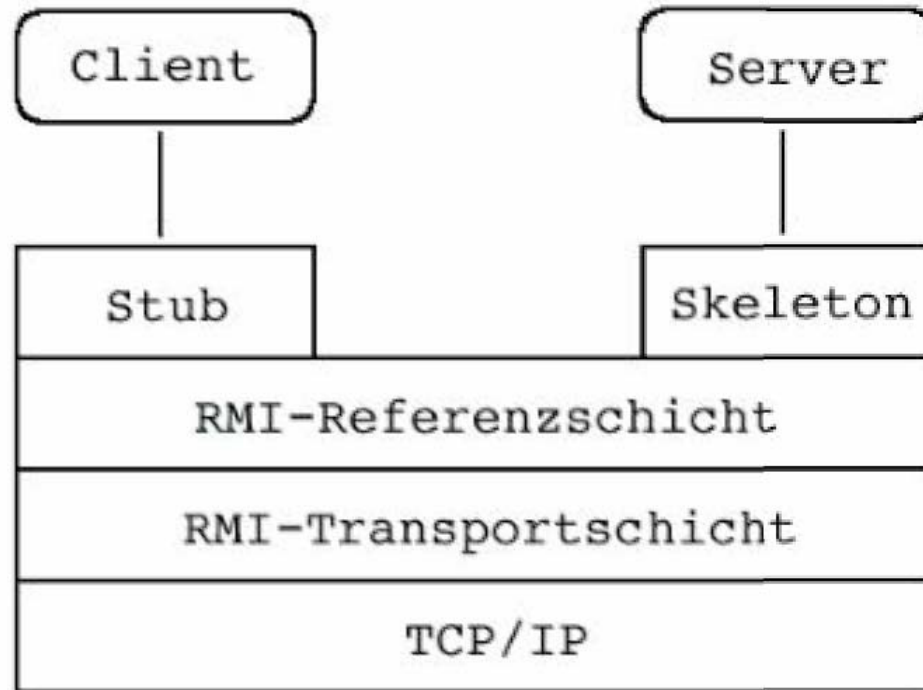 Client
Server
Stub
Skeleton
RMI-Referenzschicht
RMI-Transportschicht
TCP/IP